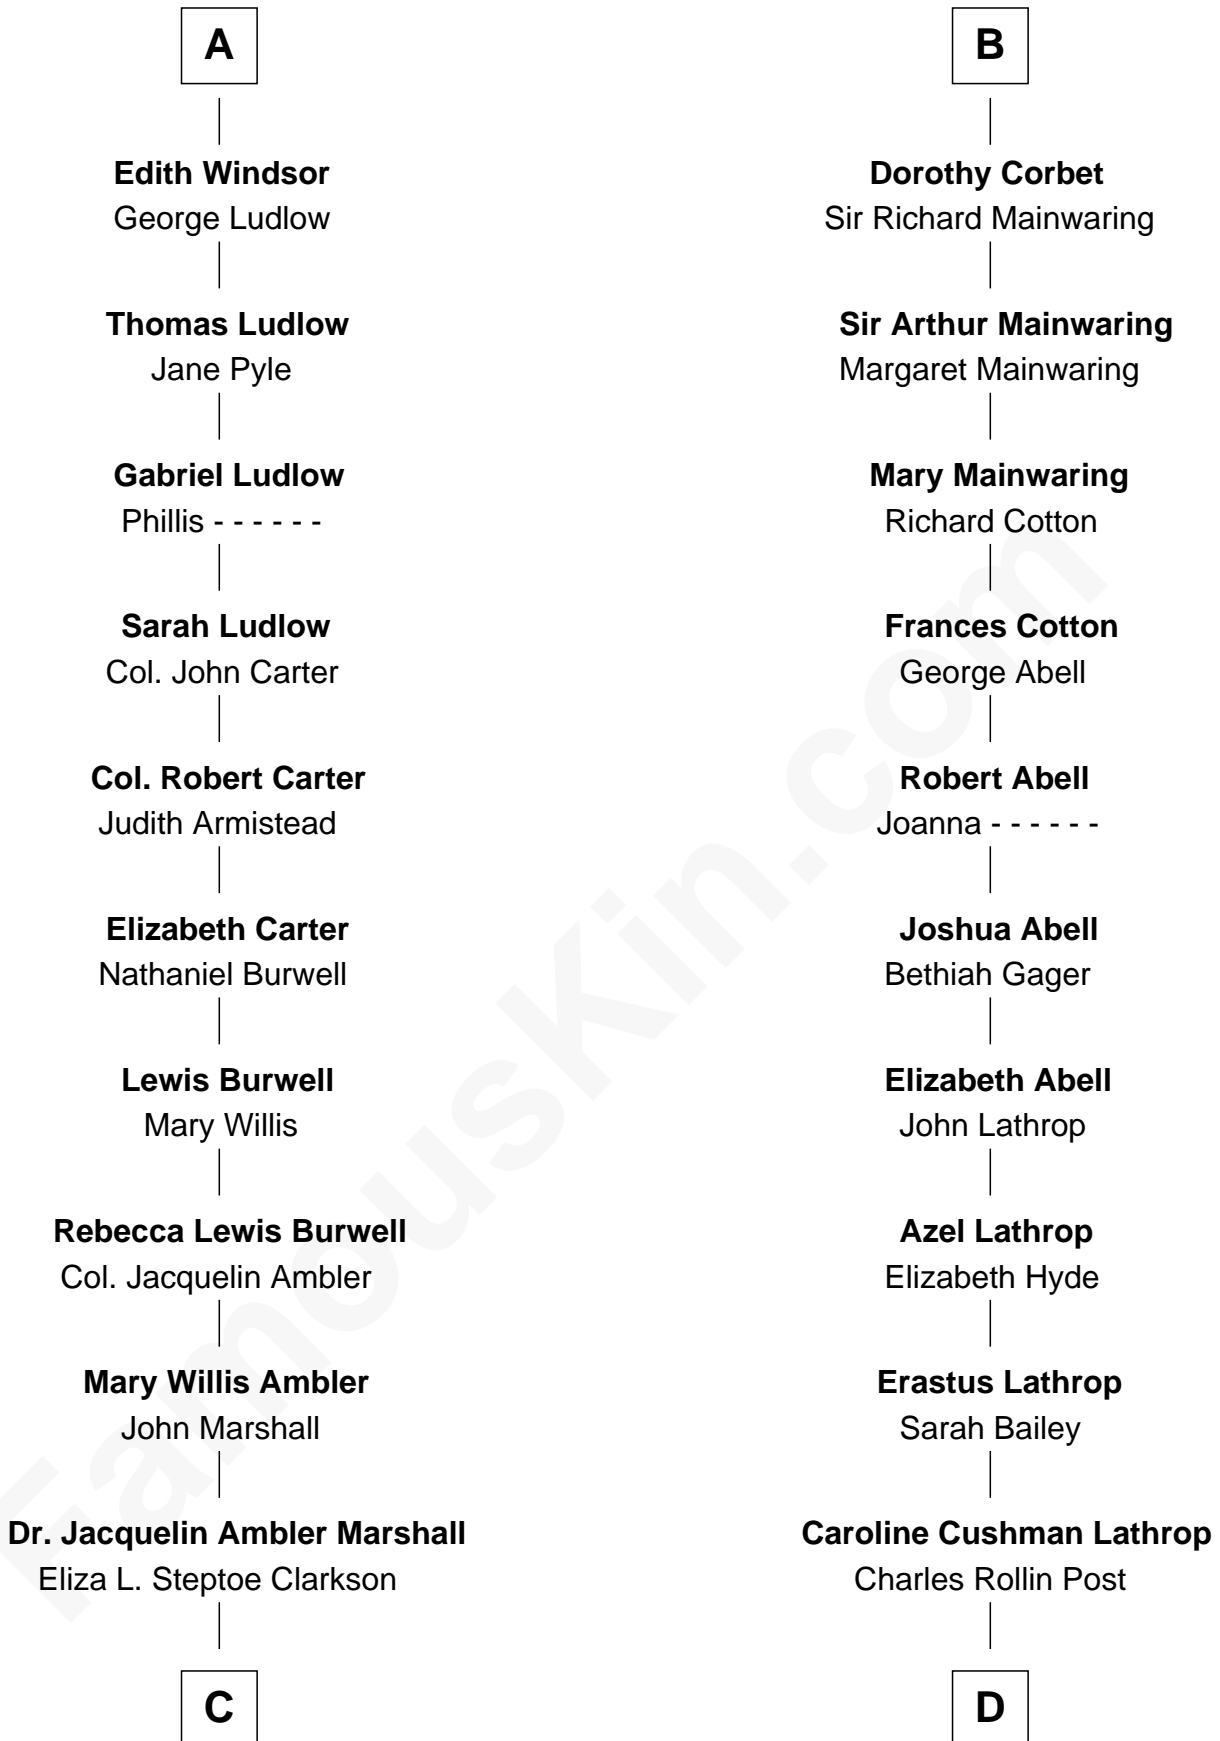 A
Edith Windsor
George Ludlow
Thomas Ludlow
Jane Pyle
Gabriel Ludlow
Phillis - - - - - -
Sarah Ludlow
Col. John Carter
Col. Robert Carter
Judith Armistead
Elizabeth Carter
Nathaniel Burwell
Lewis Burwell
Mary Willis
Rebecca Lewis Burwell
Col. Jacquelin Ambler
Mary Willis Ambler
John Marshall
Dr. Jacquelin Ambler Marshall
Eliza L. Steptoe Clarkson
C
B
Dorothy Corbet
Sir Richard Mainwaring
Sir Arthur Mainwaring
Margaret Mainwaring
Mary Mainwaring
Richard Cotton
Frances Cotton
George Abell
Robert Abell
Joanna - - - - - -
Joshua Abell
Bethiah Gager
Elizabeth Abell
John Lathrop
Azel Lathrop
Elizabeth Hyde
Erastus Lathrop
Sarah Bailey
Caroline Cushman Lathrop
Charles Rollin Post
D
FamousKin.com